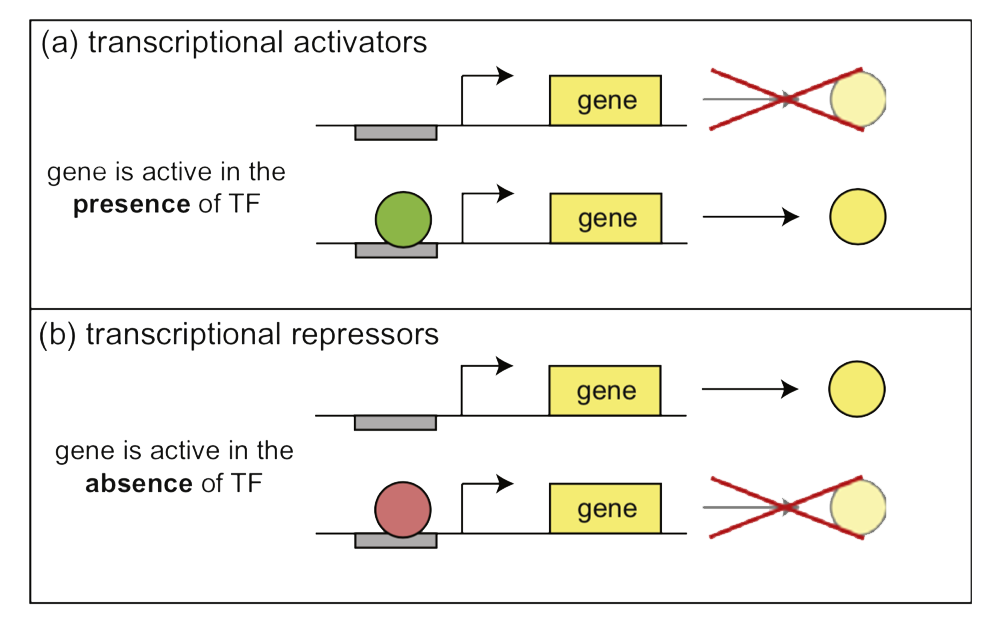 (a) transcriptional activators
gene
gene is active in the
presence of TF
gene
(b) transcriptional repressors
gene
gene is active in the
absence of TF
gene